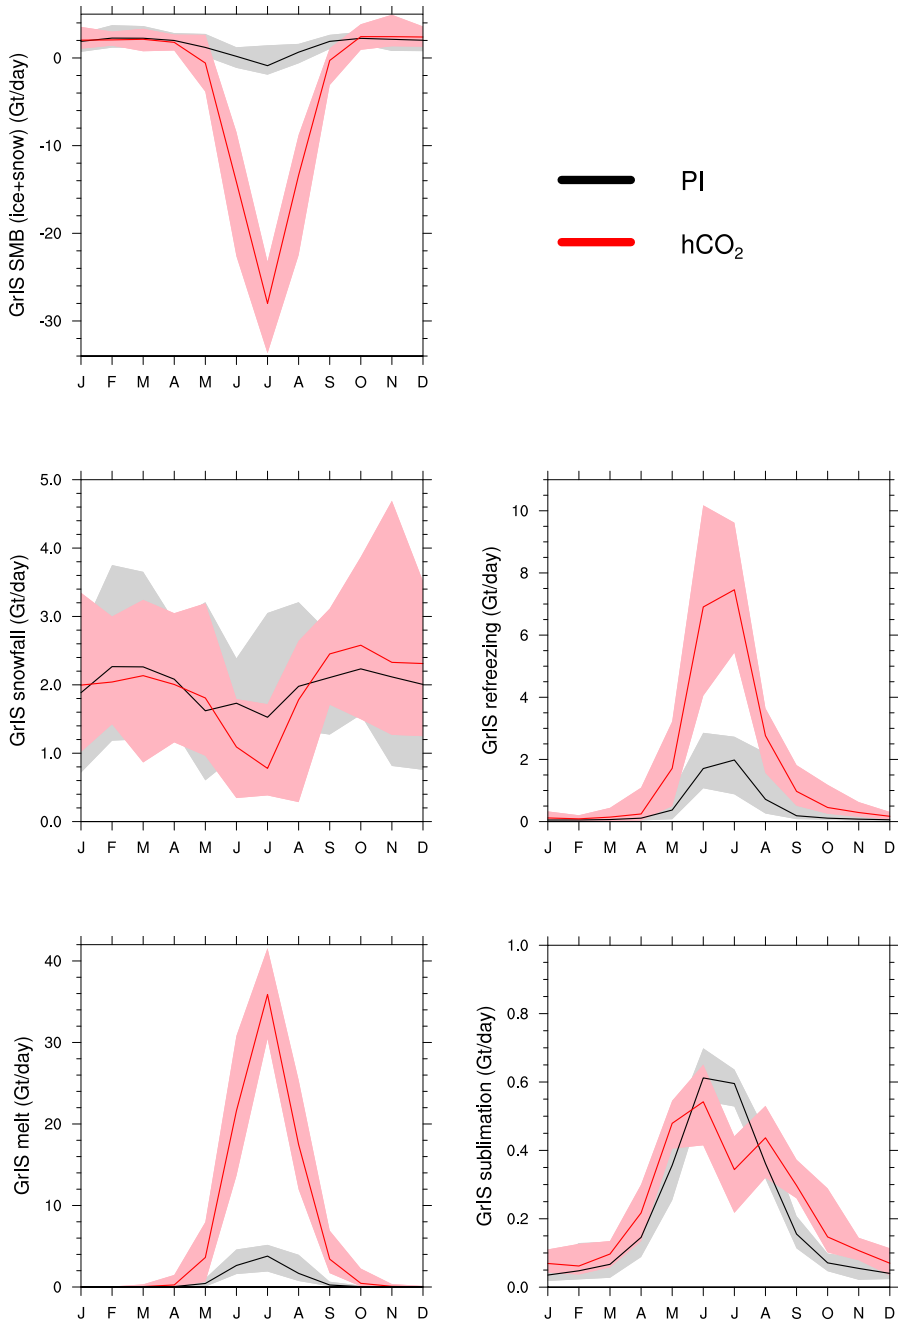 GrIS SMB (ice+snow) (Gt/day)
0
-10
-20
-30
J F M A M J J A S O N D
PI
hCO₂
GrIS snowfall (Gt/day)
5.0
4.0
3.0
2.0
1.0
0.0
J F M A M J J A S O N D
GrIS refreezing (Gt/day)
10
8
6
4
2
0
J F M A M J J A S O N D
GrIS melt (Gt/day)
40
30
20
10
0
J F M A M J J A S O N D
GrIS sublimation (Gt/day)
1.0
0.8
0.6
0.4
0.2
0.0
J F M A M J J A S O N D